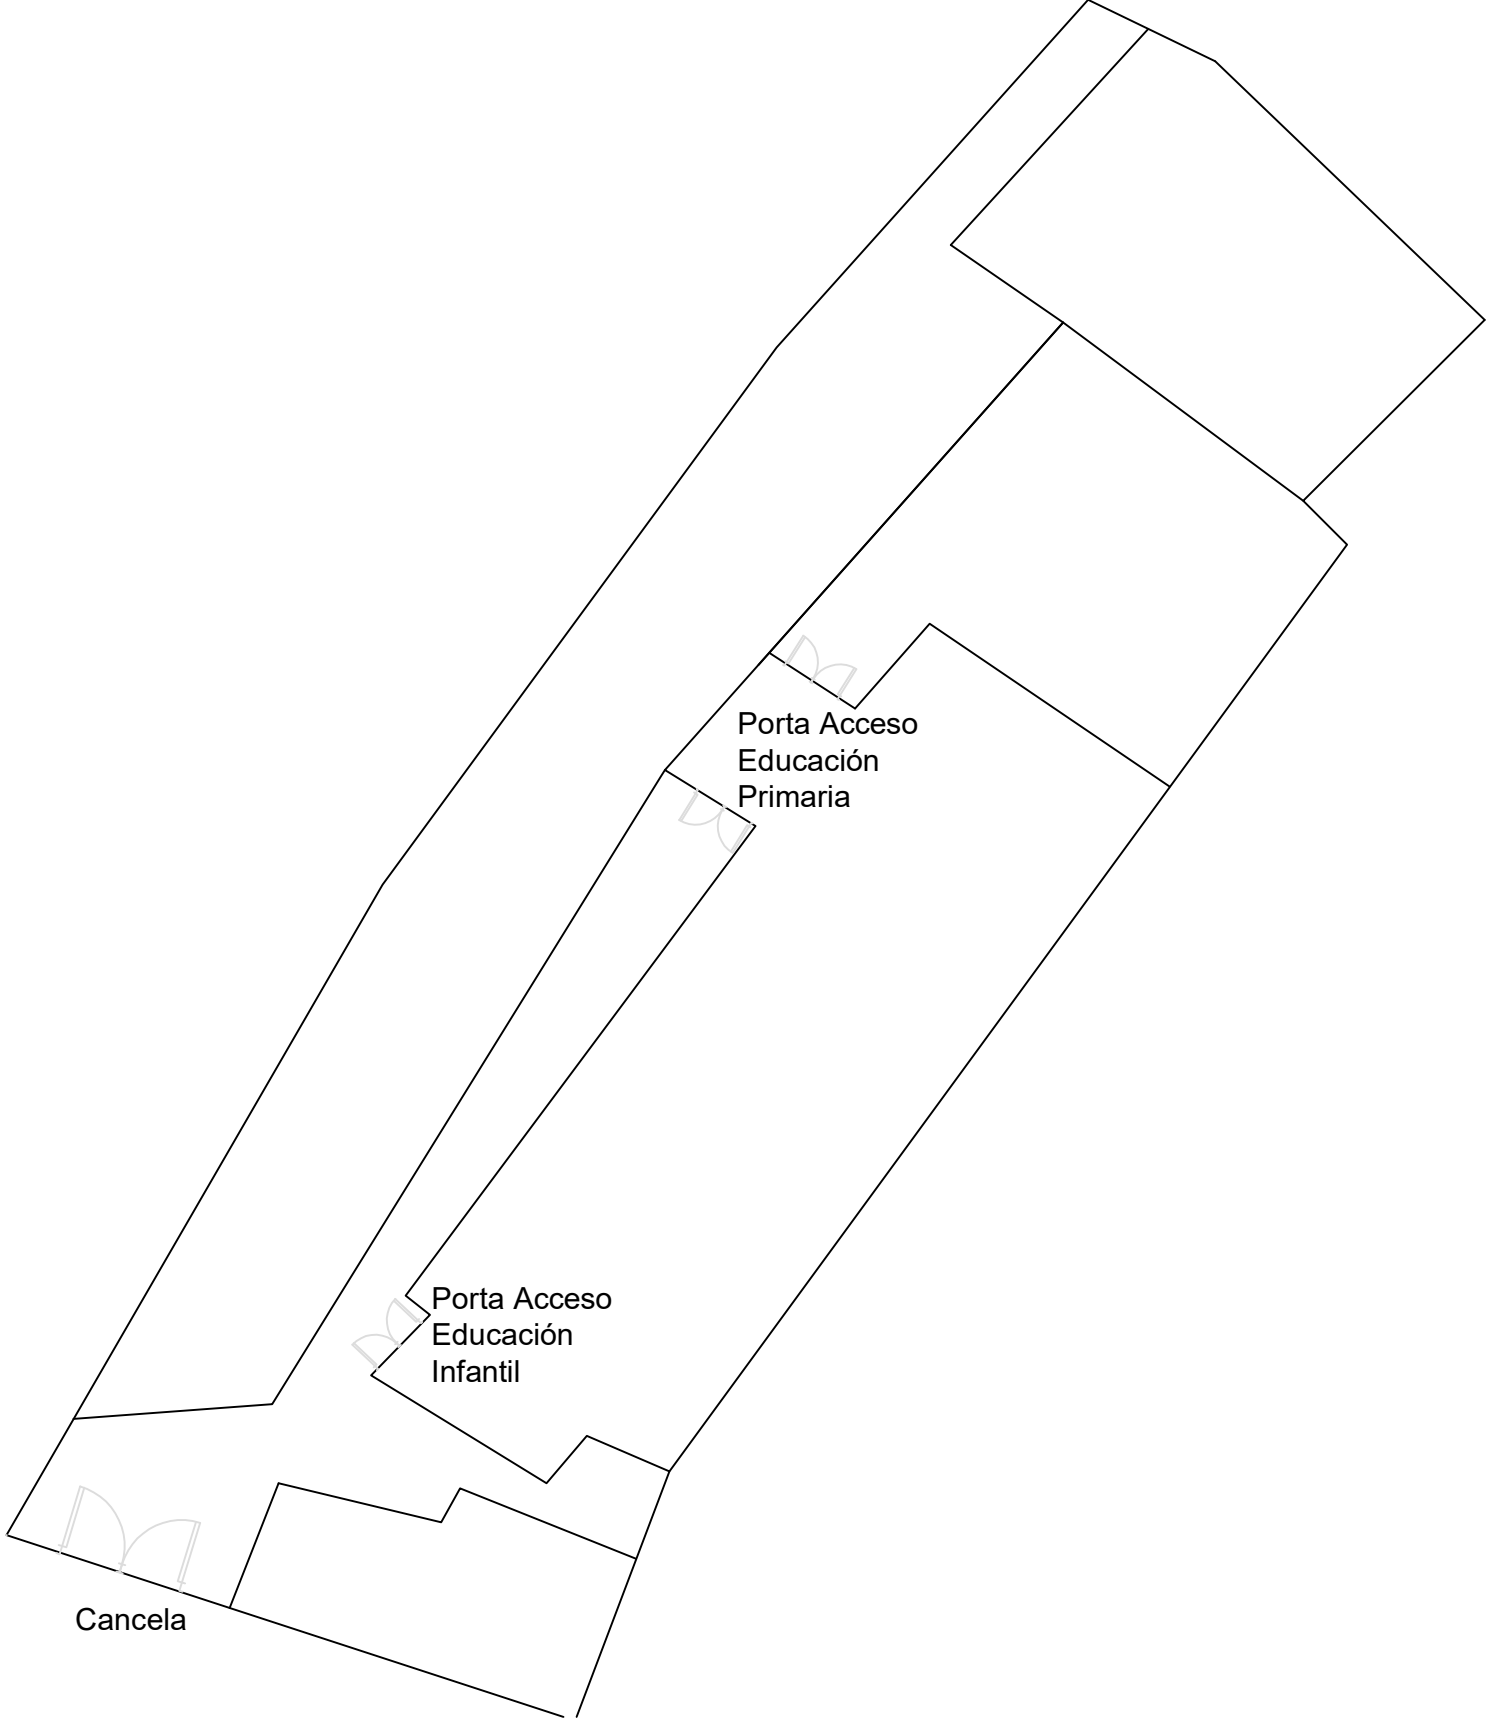 Porta Acceso
Educación
Primaria
Porta Acceso
Educación
Infantil
Cancela